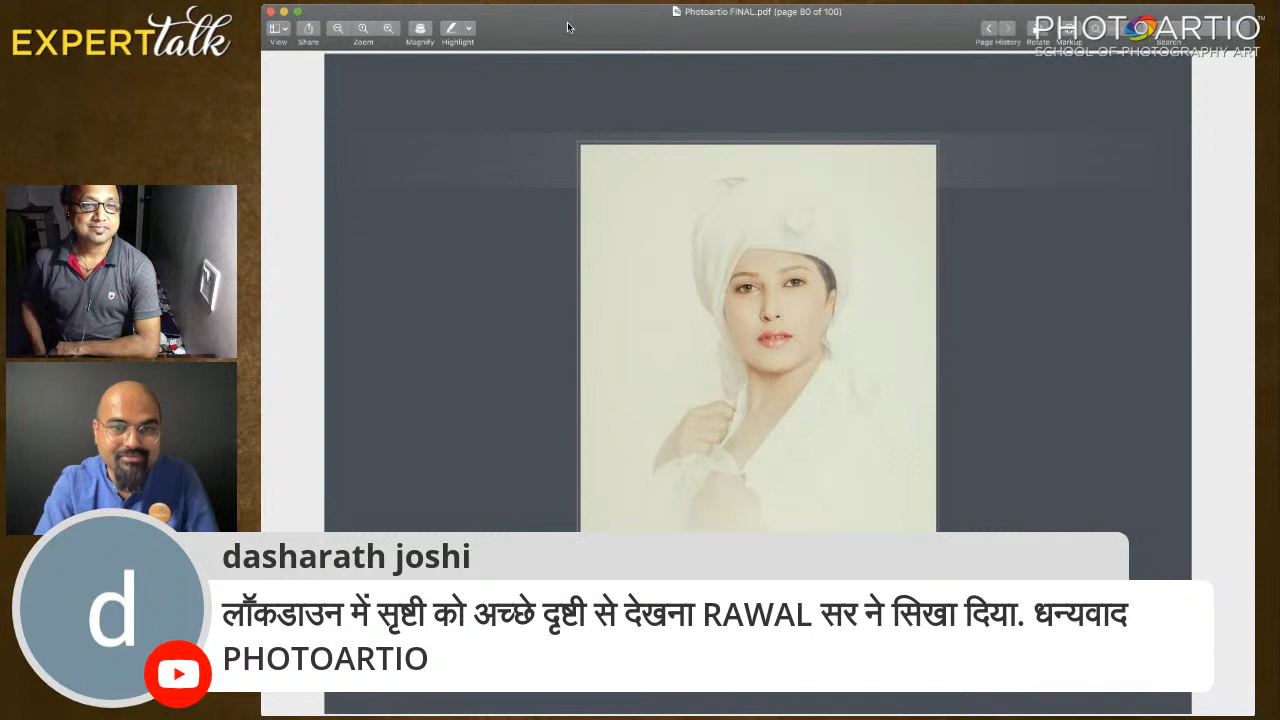 EXPERTtalk
Photoartio FINAL.pdf (page 80 of 100)
PHOTOARTIO
SCHOOL OF PHOTOGRAPHY ART
View Share Zoom Magnify Highlight Page History Rotate Markup Search
dasharath joshi
d
लॉकडाउन में सृष्टी को अच्छे दृष्टी से देखना RAWAL सर ने सिखा दिया. धन्यवाद
PHOTOARTIO